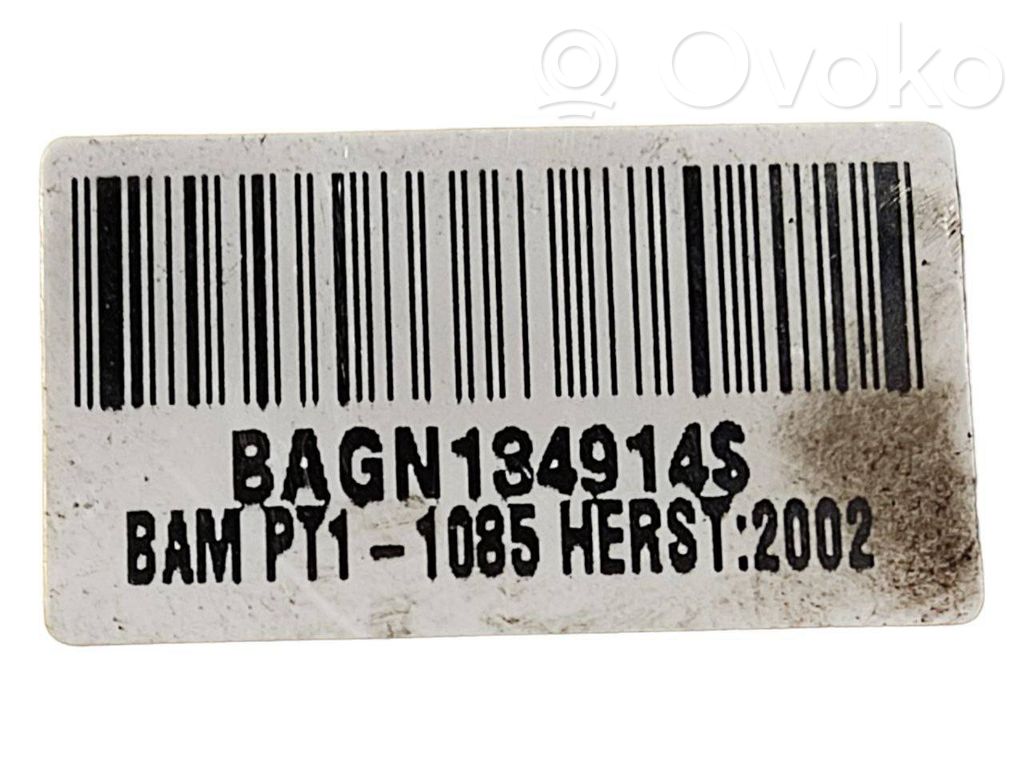 Ovoko
BAGN134914S
BAM PT1-1085 HERST:2002